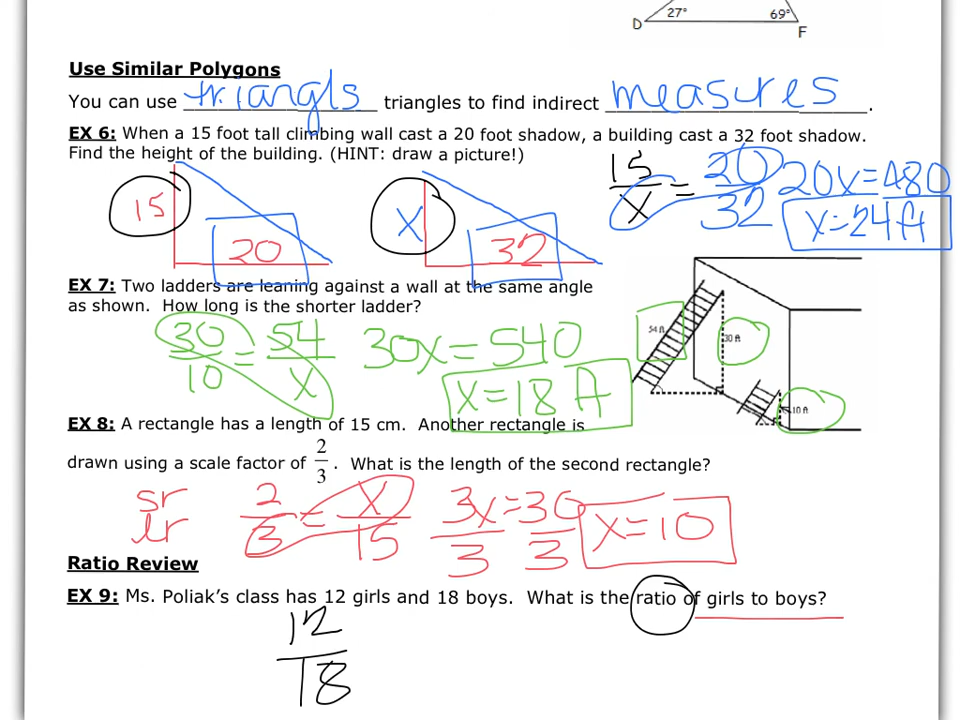 27° 69°
D F
Use Similar Polygons
You can use triangls triangles to find indirect measures.
EX 6: When a 15 foot tall climbing wall cast a 20 foot shadow, a building cast a 32 foot shadow.
Find the height of the building. (HINT: draw a picture!)
15/x = 20/32 20x=480
x=24ft
15 20 x 32
EX 7: Two ladders are leaning against a wall at the same angle
as shown. How long is the shorter ladder?
54 ft 30 ft 10 ft
30/10 = 54/x 30x=540
x=18 ft
EX 8: A rectangle has a length of 15 cm. Another rectangle is
drawn using a scale factor of 2/3. What is the length of the second rectangle?
sr
lr
2/3 = x/15 3x/3=30/3 x=10
Ratio Review
EX 9: Ms. Poliak's class has 12 girls and 18 boys. What is the ratio of girls to boys?
12
18